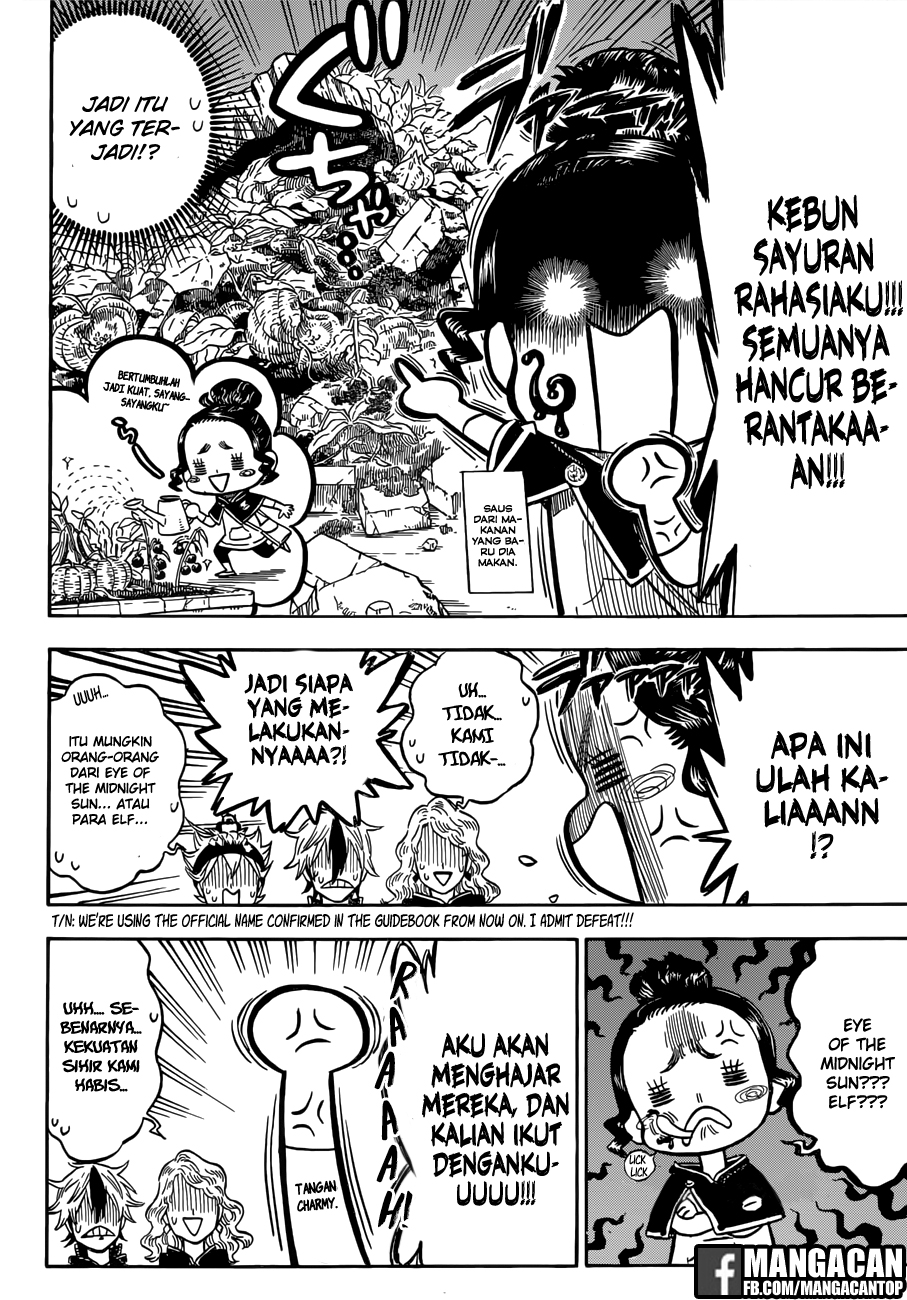 KEBUN
SAYURAN
RAHASIAKU!!!
SEMUANYA
HANCUR BE-
RANTAKAA-
AN!!!
ぐちゃ。。
JADI ITU
YANG TER-
JADI!?
BERTUMBUHLAH
JADI KUAT, SAYANG-
SAYANGKU~
SAUS
DARI MA-
KANAN
YANG BA-
RU DIA
MAKAN.
APA INI
ULAH KA-
LIAAANN
!?
UH...
TIDAK...
KAMI
TIDAK-...
JADI SIAPA
YANG ME-
LAKUKAN-
NYAAAA?!
UUUH...
ITU MUNGKIN
ORANG-ORANG
DARI EYE OF
THE MIDNIGHT
SUN... ATAU
PARA ELF...
T/N: WE'RE USING THE OFFICIAL NAME CONFIRMED IN THE GUIDEBOOK FROM NOW ON. I ADMIT DEFEAT!!!
EYE
OF THE
MIDNIGHT
SUN???
ELF???
LICK
LICK
AKU AKAN
MENGHAJAR
MEREKA, DAN
KALIAN IKUT
DENGANKU-
UUUU!!!
RAAAAH!
TANGAN
CHARMY.
UKH.... SE-
BENARNYA...
KEKUATAN
SIHIR KAMI
HABIS...
f MANGACAN
FB.COM/MANGACANTOP